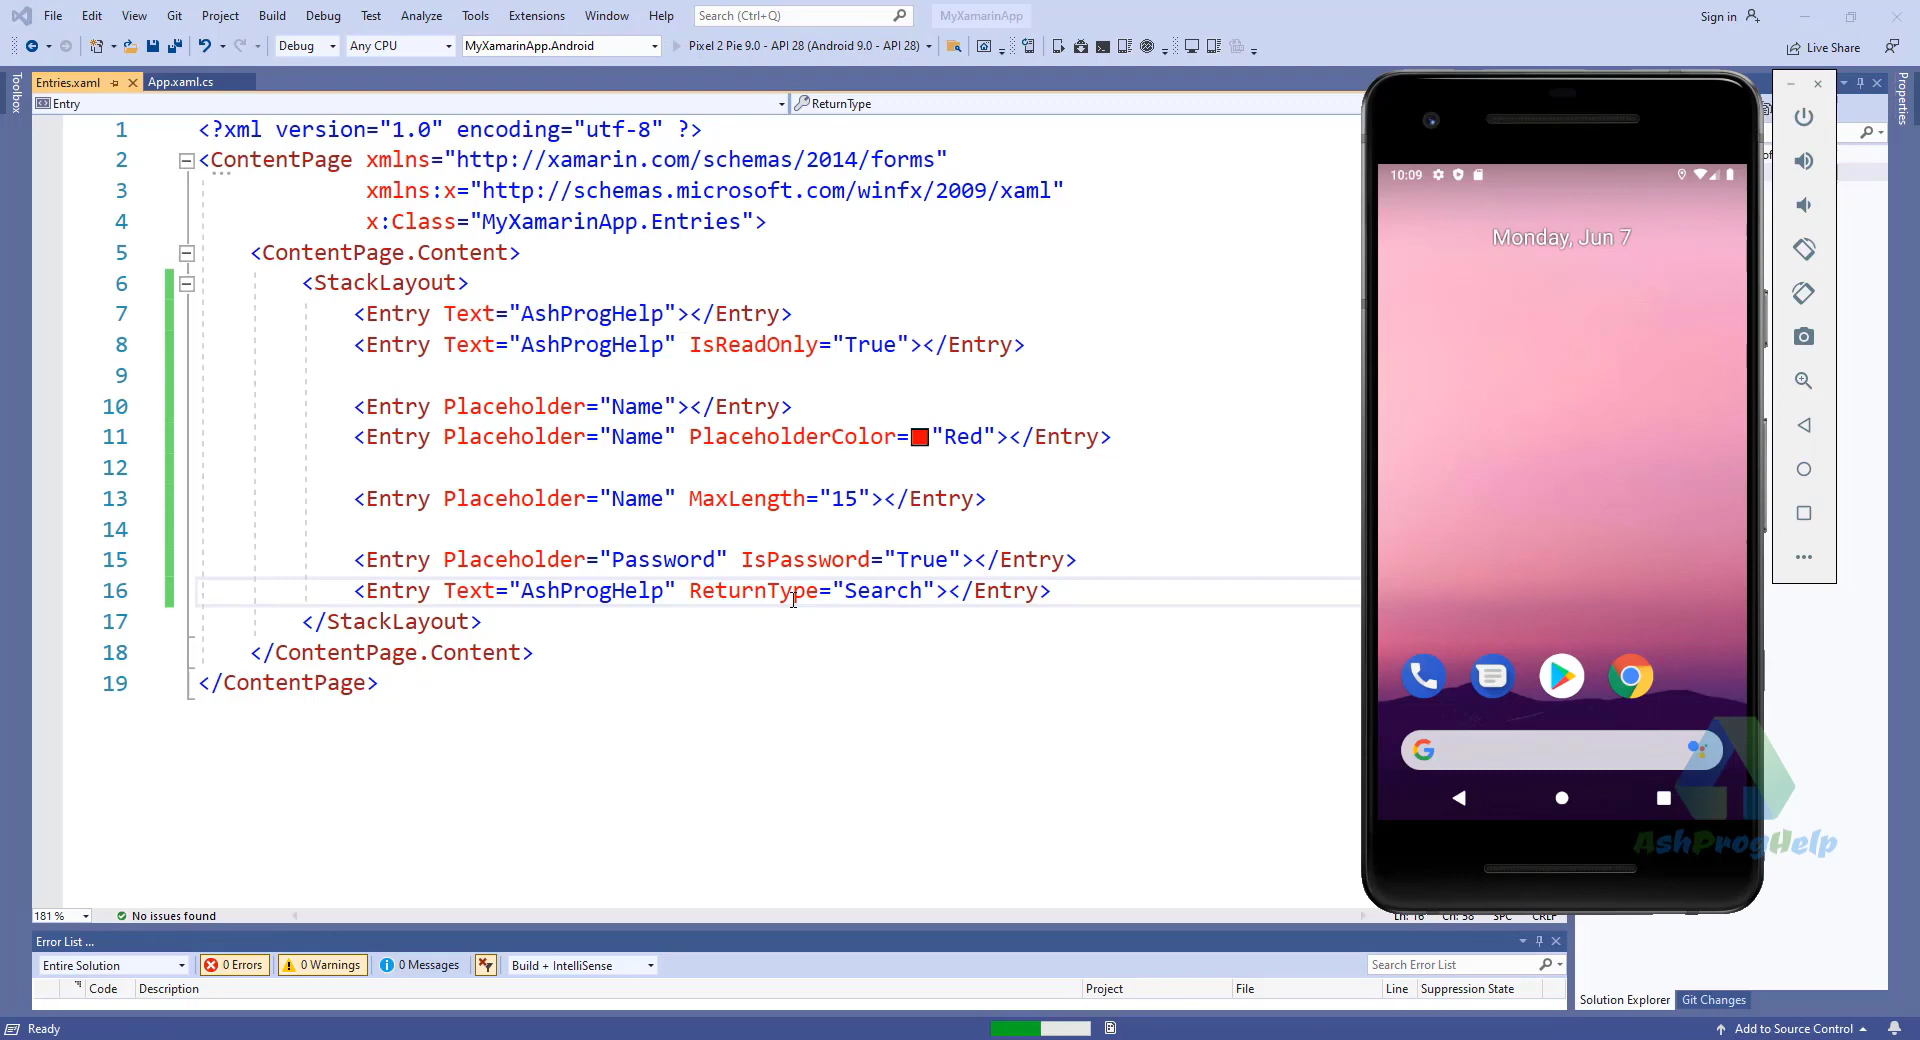 File Edit View Git Project Build Debug Test Analyze Tools Extensions Window Help Search (Ctrl+Q) MyXamarinApp Sign in
Debug Any CPU MyXamarinApp.Android Pixel 2 Pie 9.0 - API 28 (Android 9.0 - API 28) Live Share
Toolbox
Entries.xaml App.xaml.cs
Properties
Entry ReturnType
1 <?xml version="1.0" encoding="utf-8" ?>
2 <ContentPage xmlns="http://xamarin.com/schemas/2014/forms"
3 xmlns:x="http://schemas.microsoft.com/winfx/2009/xaml"
4 x:Class="MyXamarinApp.Entries">
5 <ContentPage.Content>
6 <StackLayout>
7 <Entry Text="AshProgHelp"></Entry>
8 <Entry Text="AshProgHelp" IsReadOnly="True"></Entry>
9
10 <Entry Placeholder="Name"></Entry>
11 <Entry Placeholder="Name" PlaceholderColor="Red"></Entry>
12
13 <Entry Placeholder="Name" MaxLength="15"></Entry>
14
15 <Entry Placeholder="Password" IsPassword="True"></Entry>
16 <Entry Text="AshProgHelp" ReturnType="Search"></Entry>
17 </StackLayout>
18 </ContentPage.Content>
19 </ContentPage>
10:09
Monday, Jun 7
AshProgHelp
181 % No issues found Ln: 16 Ch: 58 SPC CRLF
Error List ...
Entire Solution 0 Errors 0 Warnings 0 Messages Build + IntelliSense Search Error List
Code Description Project File Line Suppression State
Solution Explorer Git Changes
Ready Add to Source Control